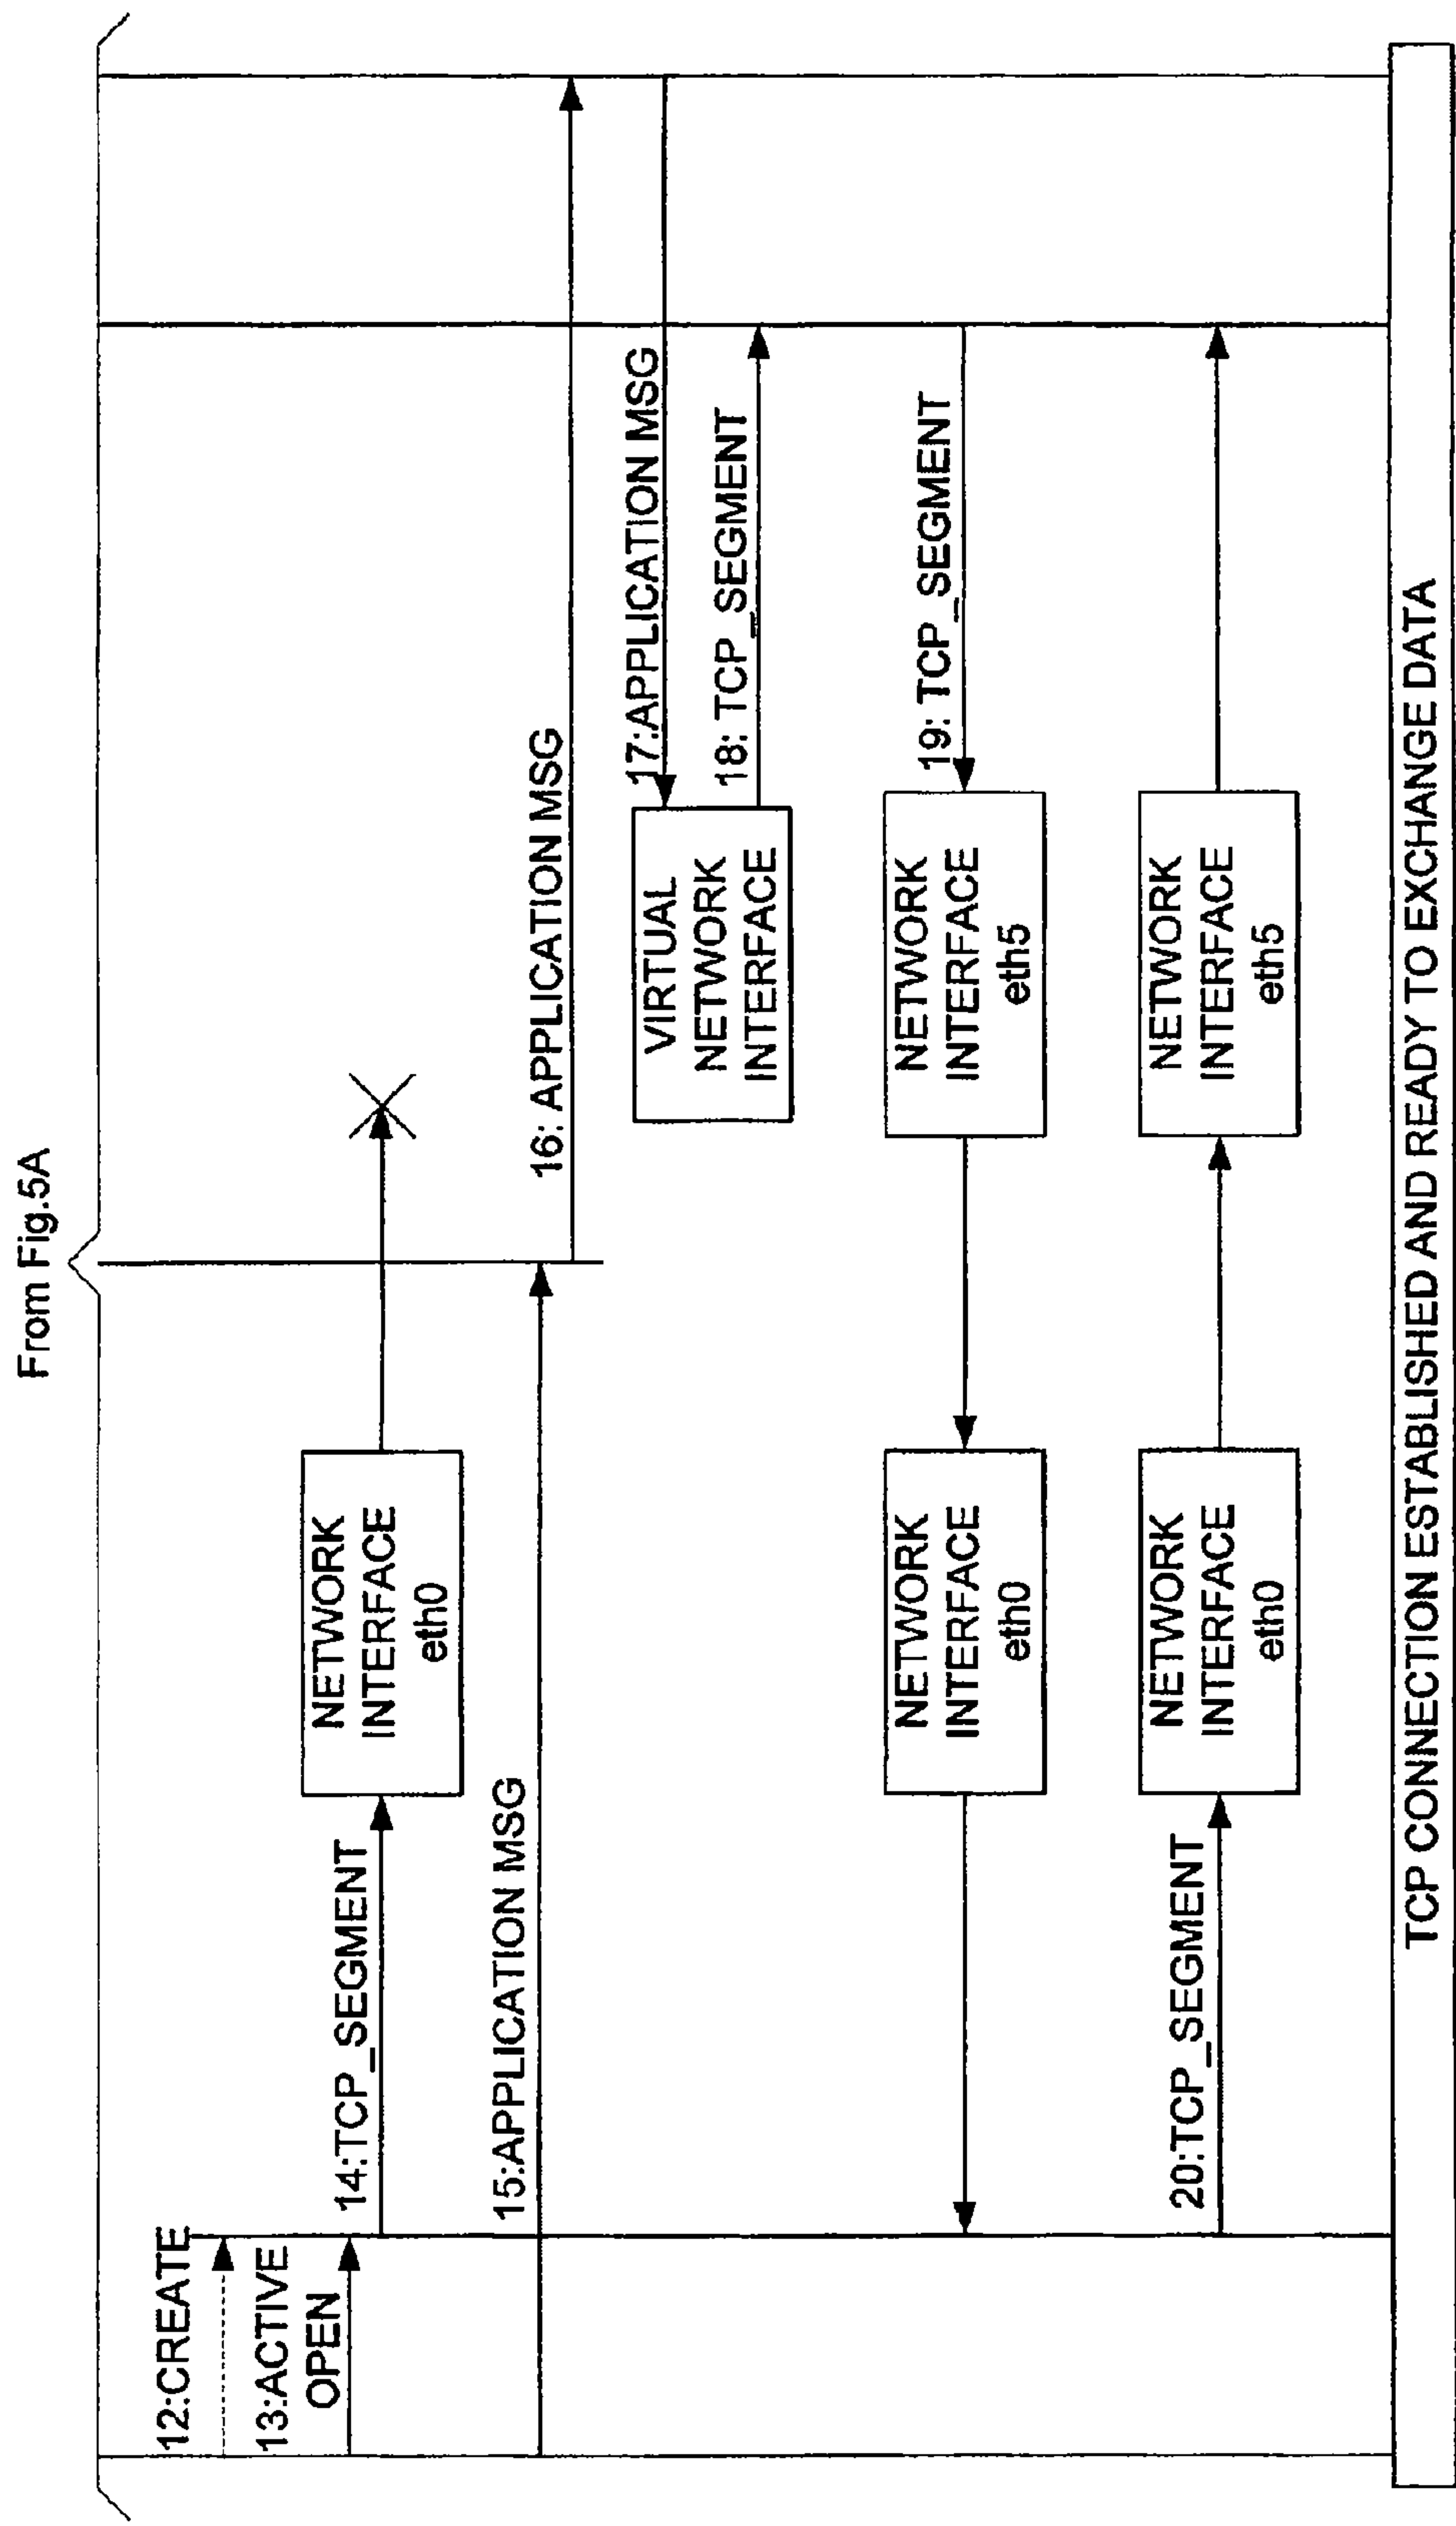 From Fig.5A
12:CREATE
13:ACTIVE
OPEN
14:TCP_SEGMENT
NETWORK
INTERFACE
eth0
15:APPLICATION MSG
16: APPLICATION MSG
17:APPLICATION MSG
VIRTUAL
NETWORK
INTERFACE
18: TCP_SEGMENT
19: TCP_SEGMENT
NETWORK
INTERFACE
eth0
NETWORK
INTERFACE
eth5
20:TCP_SEGMENT
NETWORK
INTERFACE
eth0
NETWORK
INTERFACE
eth5
TCP CONNECTION ESTABLISHED AND READY TO EXCHANGE DATA